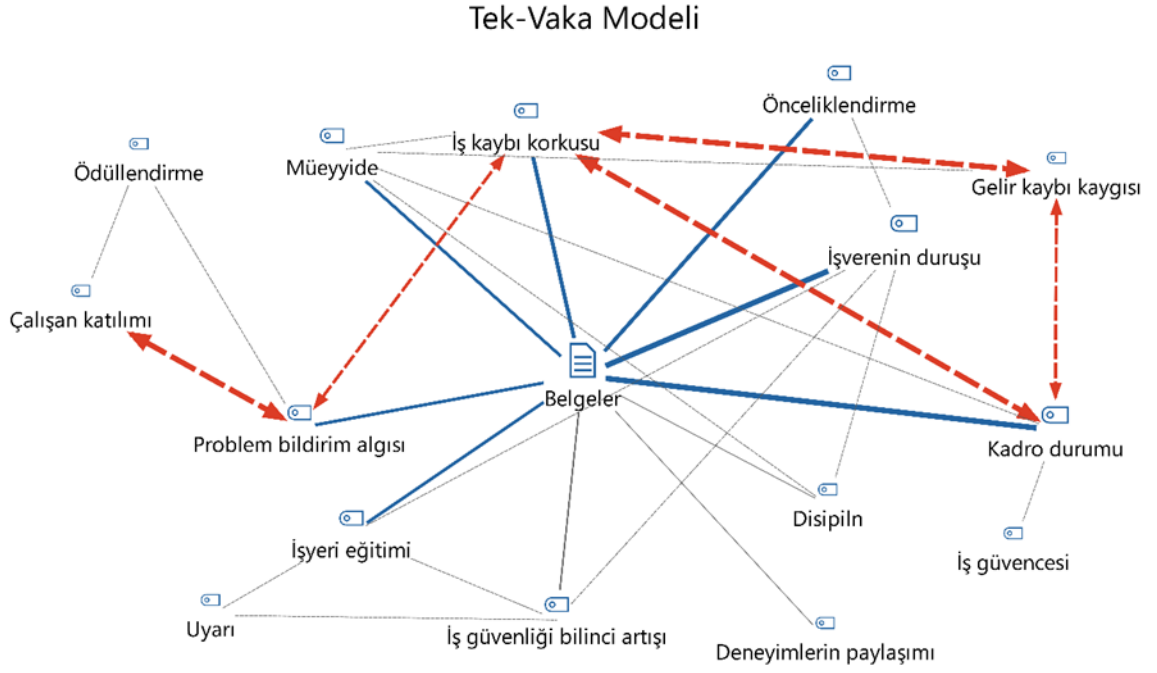 Tek-Vaka Modeli
Önceliklendirme
İş kaybı korkusu
Müeyyide
Ödüllendirme
Gelir kaybı kaygısı
İşverenin duruşu
Çalışan katılımı
Belgeler
Problem bildirim algısı
Kadro durumu
Disipiln
İşyeri eğitimi
İş güvencesi
Uyarı
İş güvenliği bilinci artışı
Deneyimlerin paylaşımı